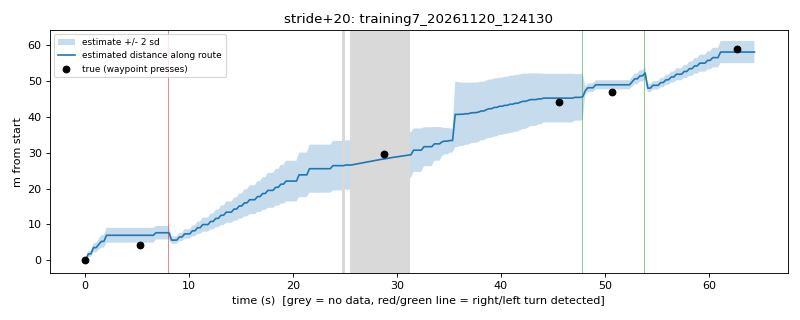 stride+20: training7_20261120_124130
estimate +/- 2 sd
estimated distance along route
true (waypoint presses)
m from start
60
50
40
30
20
10
0
0 10 20 30 40 50 60
time (s) [grey = no data, red/green line = right/left turn detected]